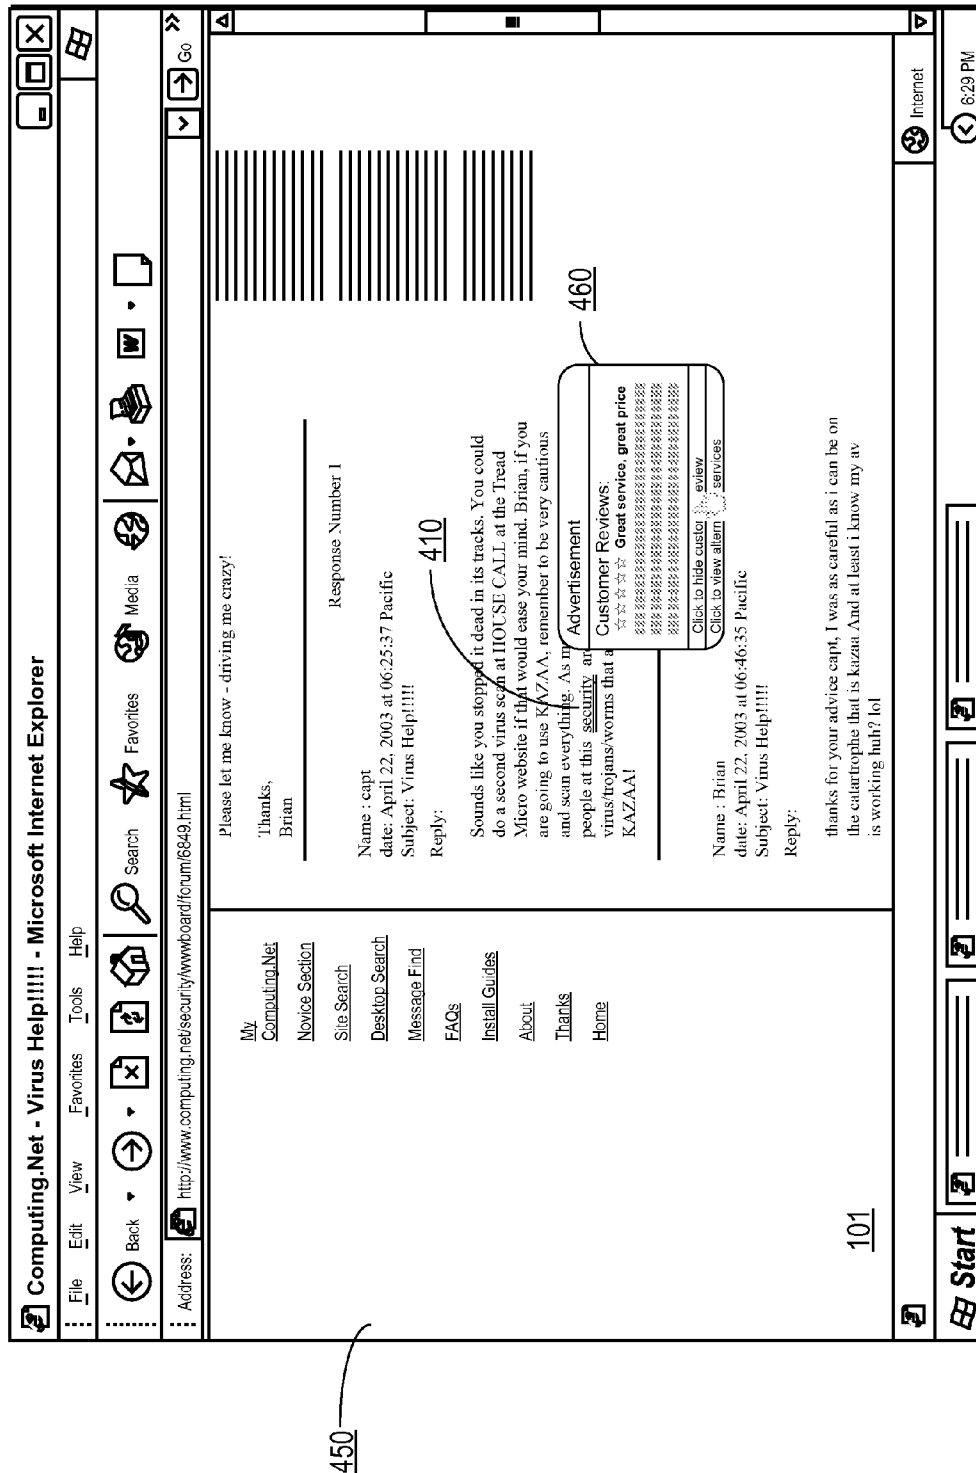 Computing.Net - Virus Help!!!!! - Microsoft Internet Explorer
File Edit View Favorites Tools Help
Back Search Favorites Media W
Address: http://www.computing.net/security/wwwboard/forum/6849.html Go
My
Computing.Net
Novice Section
Site Search
Desktop Search
Message Find
FAQs
Install Guides
About
Thanks
Home
101
450
Please let me know - driving me crazy!
Thanks,
Brian
Response Number 1
Name : capt
date: April 22, 2003 at 06:25:37 Pacific
Subject: Virus Help!!!!!
Reply:
410
Sounds like you stopped it dead in its tracks. You could
do a second virus scan at HOUSE CALL at the Tread
Micro website if that would ease your mind. Brian, if you
are going to use KAZAA, remember to be very cautious
and scan everything. As m
people at this security are
virus/trojans/worms that a
KAZAA!
460
Advertisement
Customer Reviews:
☆☆☆☆☆ Great service, great price
Click to hide custor eview
Click to view altern services
Name : Brian
date: April 22, 2003 at 06:46:35 Pacific
Subject: Virus Help!!!!!
Reply:
thanks for your advice capt, I was as careful as i can be on
the catartrophe that is kazaa And at least i know my av
is working huh? lol
Internet
Start
6:29 PM